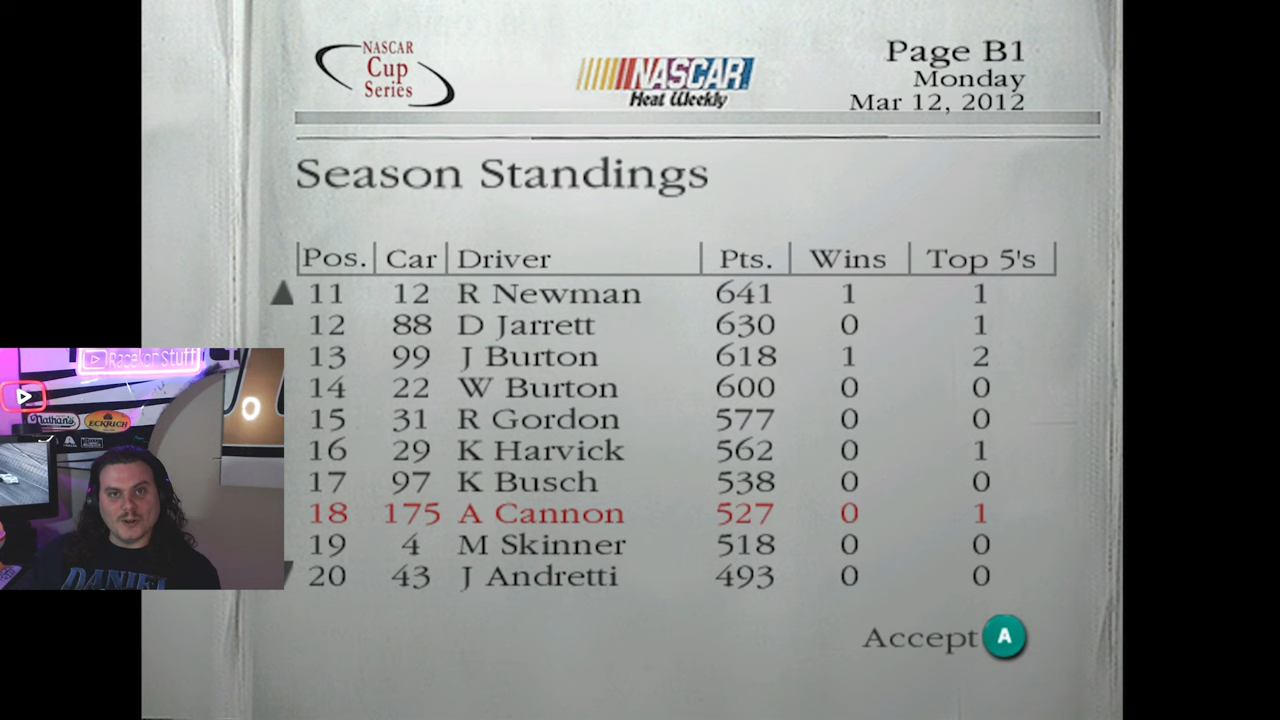 NASCAR
Cup
Series
NASCAR
Heat Weekly
Page B1
Monday
Mar 12, 2012
Season Standings
Pos. Car Driver Pts. Wins Top 5's
11 12 R Newman 641 1 1
12 88 D Jarrett 630 0 1
13 99 J Burton 618 1 2
14 22 W Burton 600 0 0
15 31 R Gordon 577 0 0
16 29 K Harvick 562 0 1
17 97 K Busch 538 0 0
18 175 A Cannon 527 0 1
19 4 M Skinner 518 0 0
20 43 J Andretti 493 0 0
Accept A
Racer on Stuff
Nathan's
ECKRICH
DANIEL